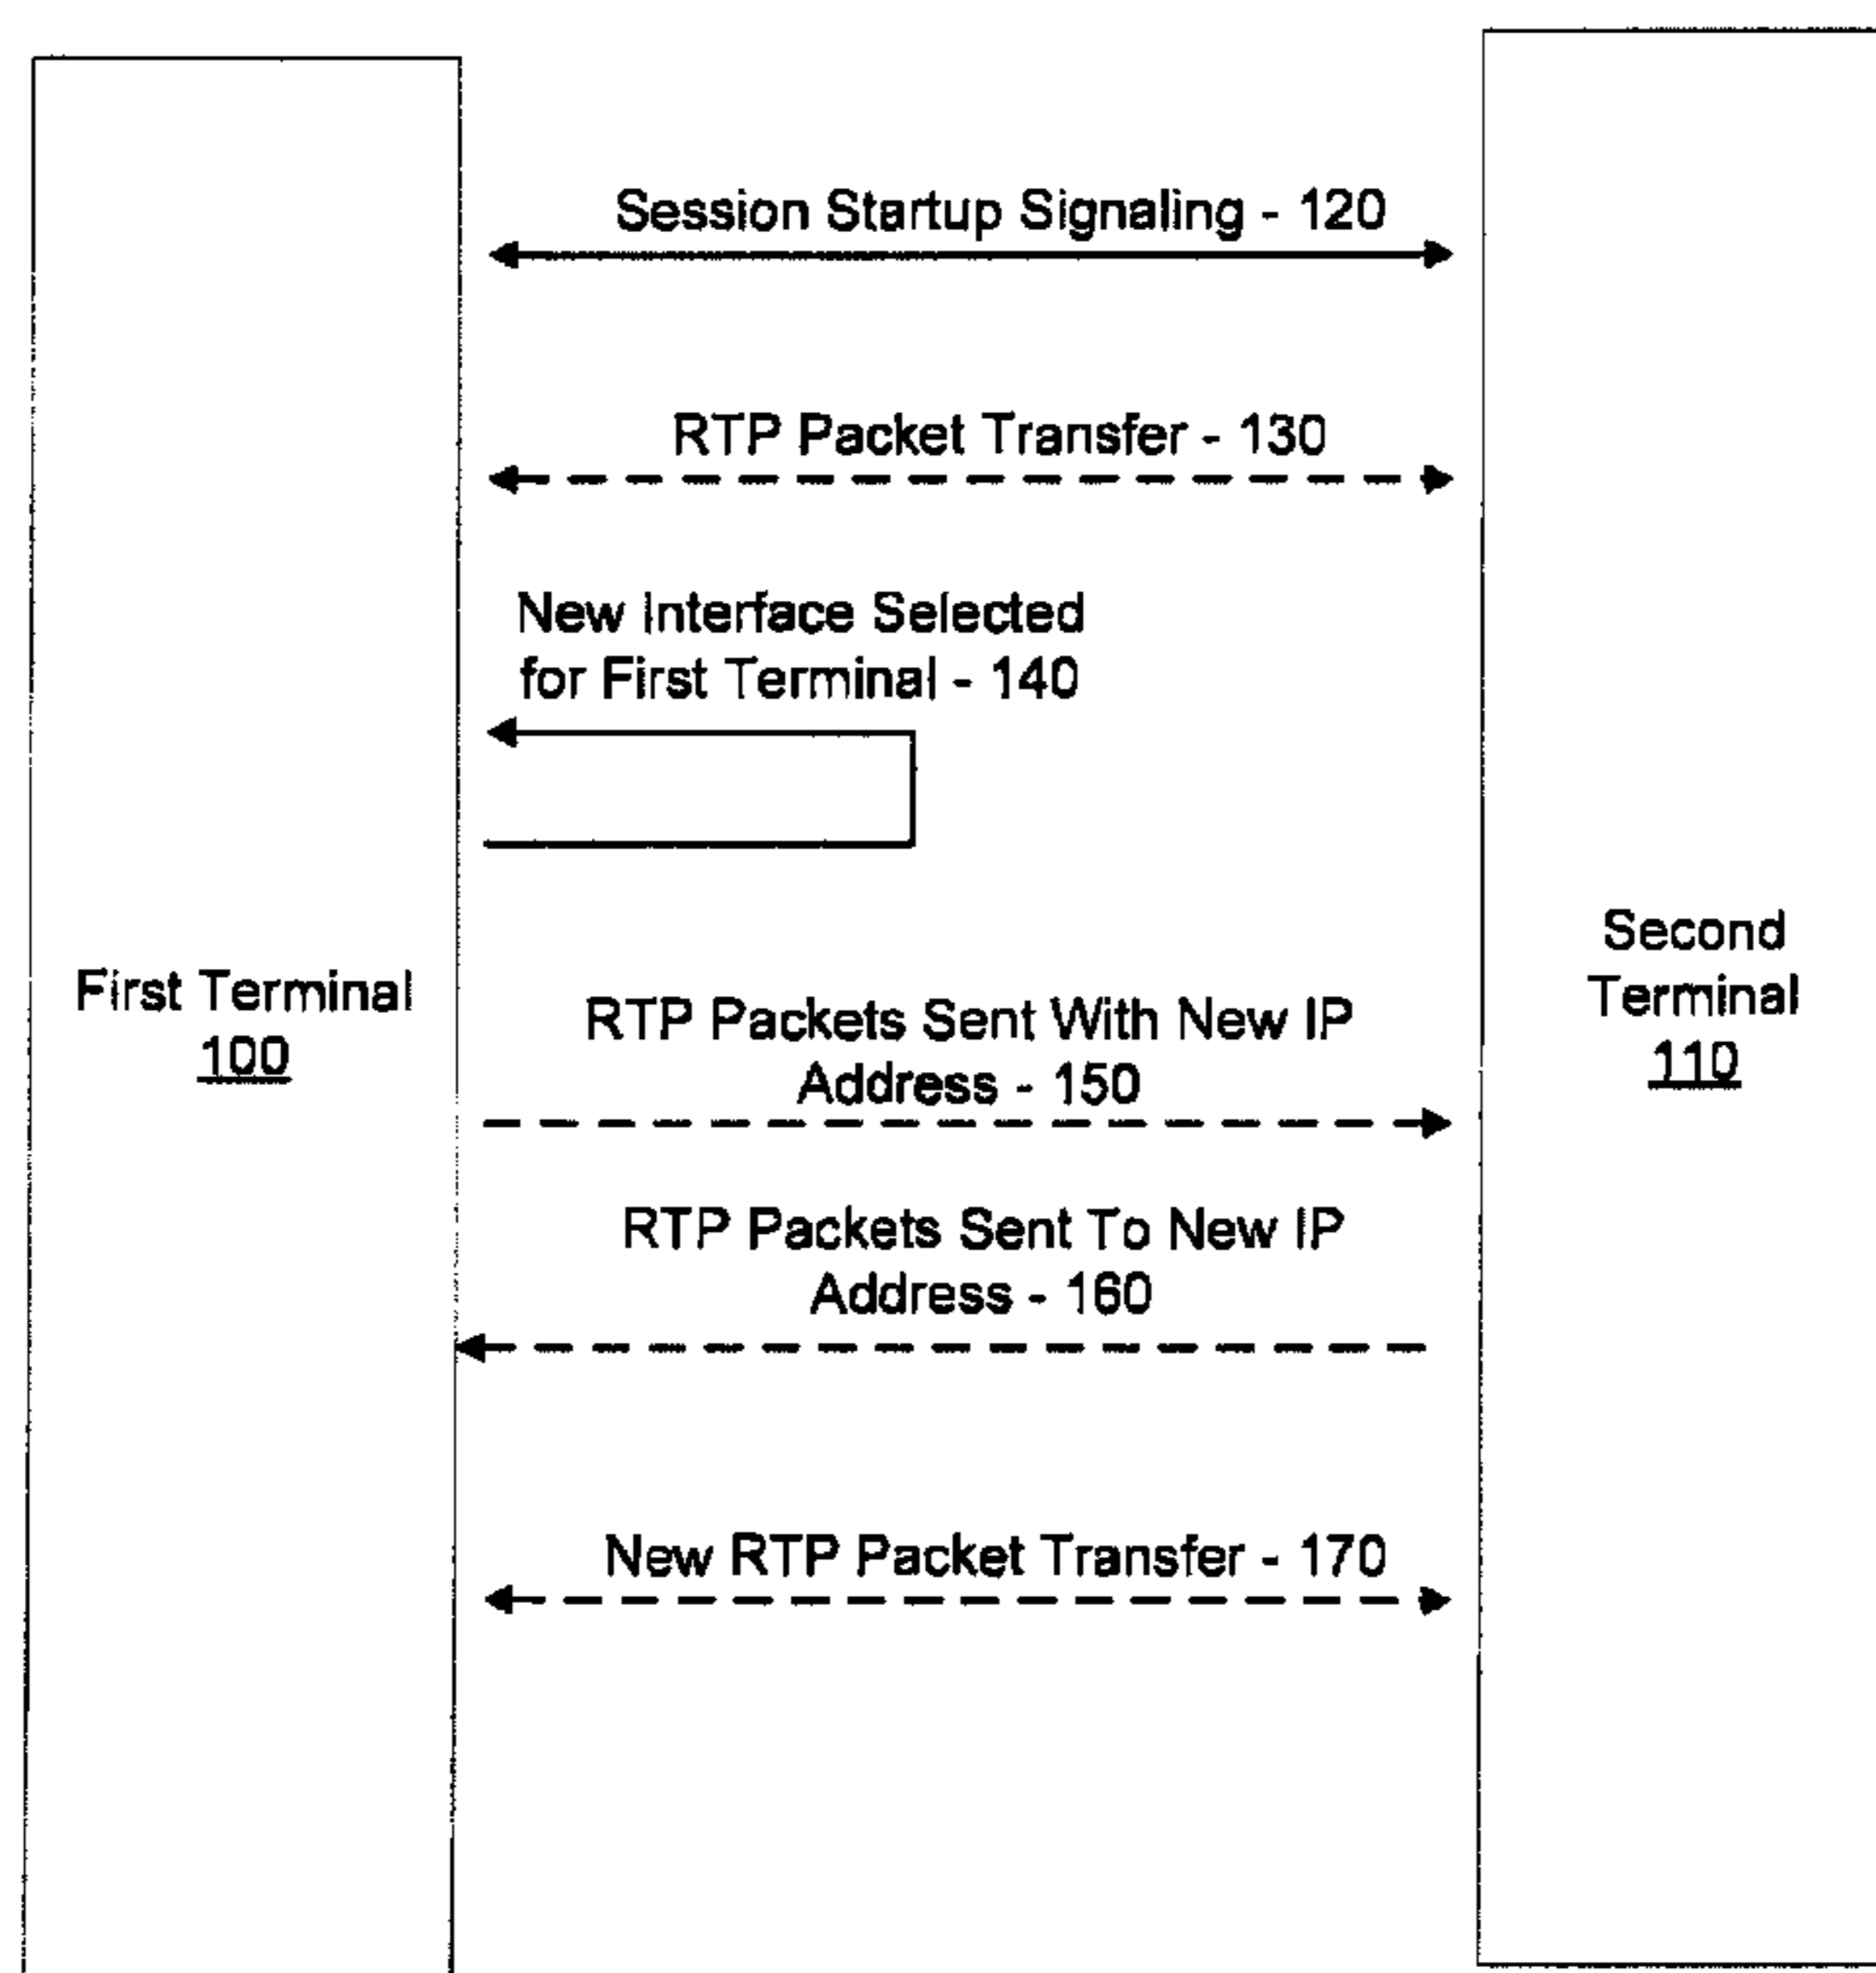 Session Startup Signaling - 120
RTP Packet Transfer - 130
New Interface Selected
for First Terminal - 140
First Terminal
100
RTP Packets Sent With New IP
Address - 150
Second
Terminal
110
RTP Packets Sent To New IP
Address - 160
New RTP Packet Transfer - 170